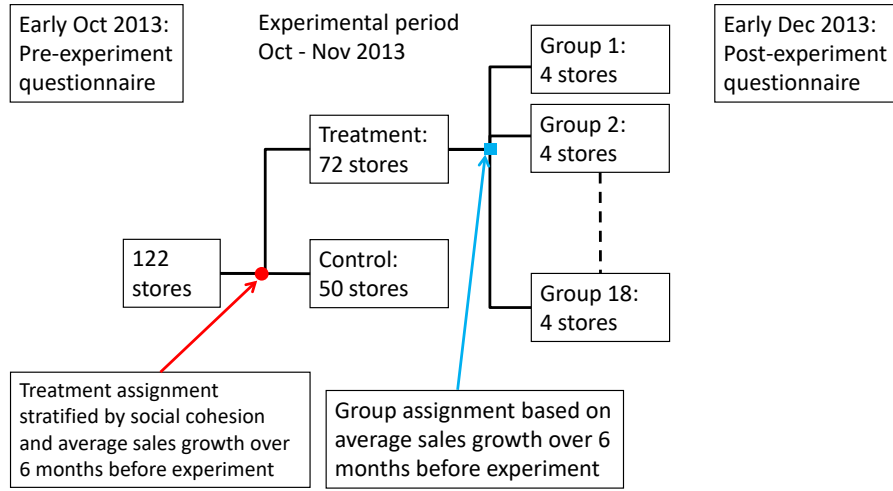 Early Oct 2013:
Pre-experiment
questionnaire
Experimental period
Oct - Nov 2013
Group 1:
4 stores
Early Dec 2013:
Post-experiment
questionnaire
Group 2:
4 stores
Treatment:
72 stores
122
stores
Control:
50 stores
Group 18:
4 stores
Treatment assignment
stratified by social cohesion
and average sales growth over
6 months before experiment
Group assignment based on
average sales growth over 6
months before experiment